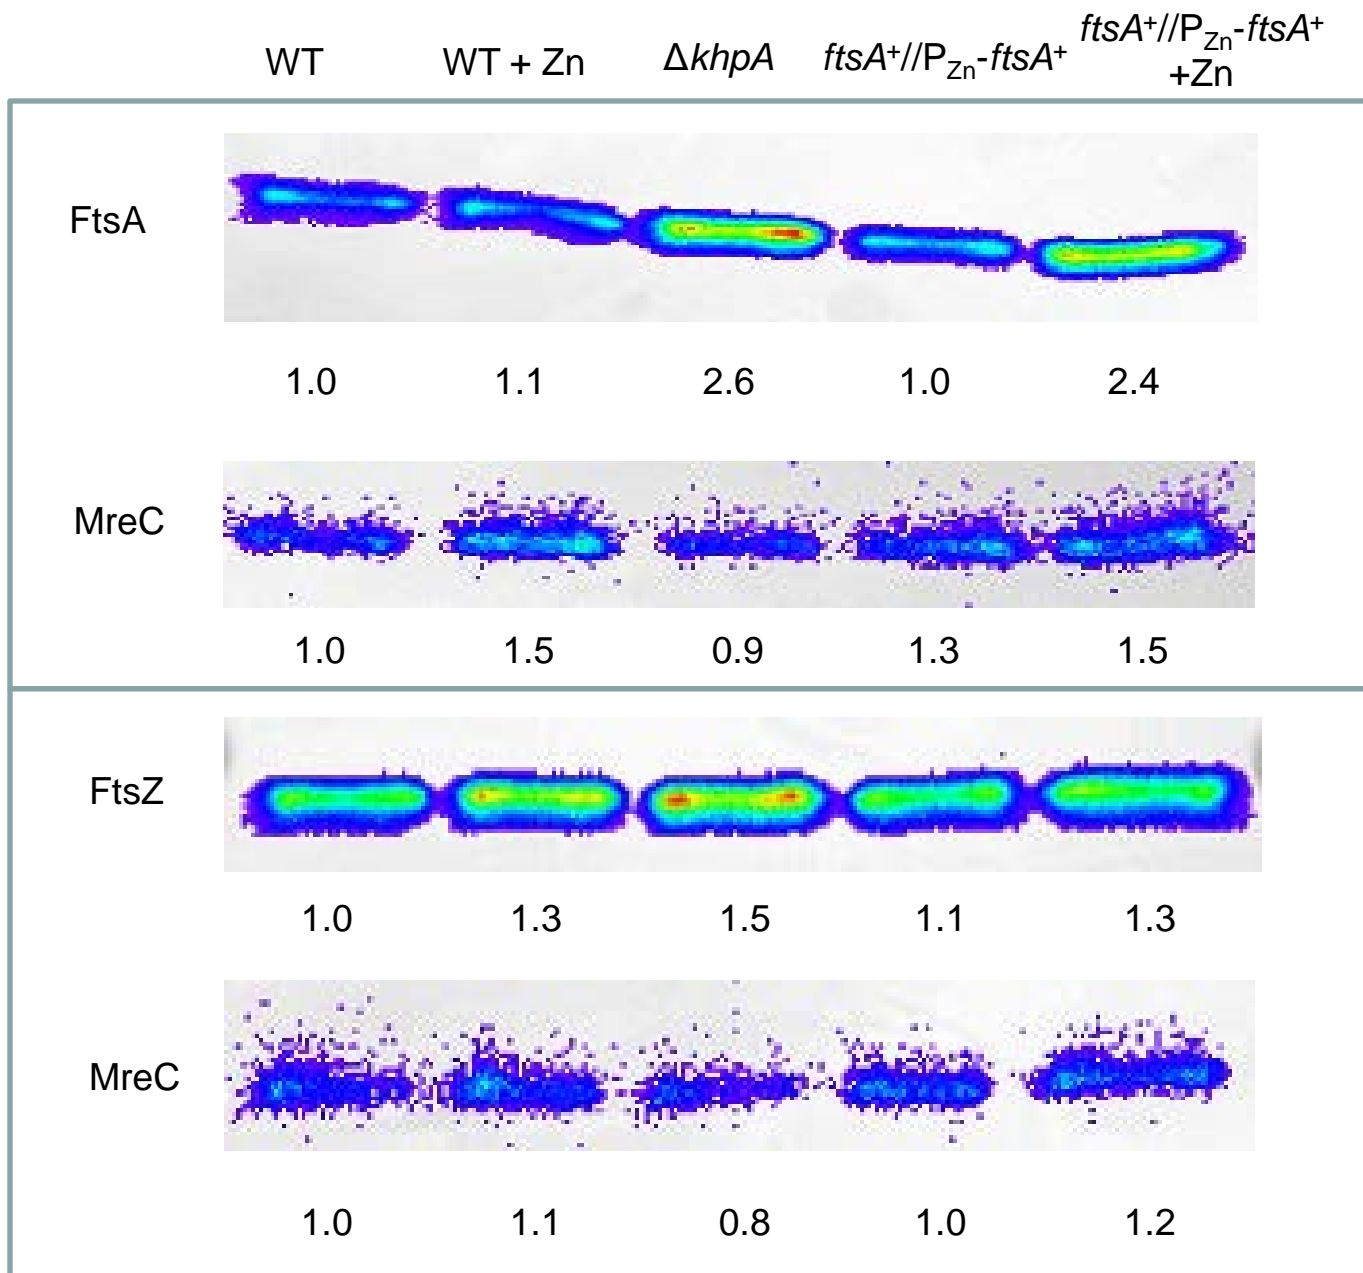 WT WT + Zn ΔkhpA ftsA⁺//P_Zn-ftsA⁺ ftsA⁺//P_Zn-ftsA⁺
+Zn
FtsA
1.0 1.1 2.6 1.0 2.4
MreC
1.0 1.5 0.9 1.3 1.5
FtsZ
1.0 1.3 1.5 1.1 1.3
MreC
1.0 1.1 0.8 1.0 1.2